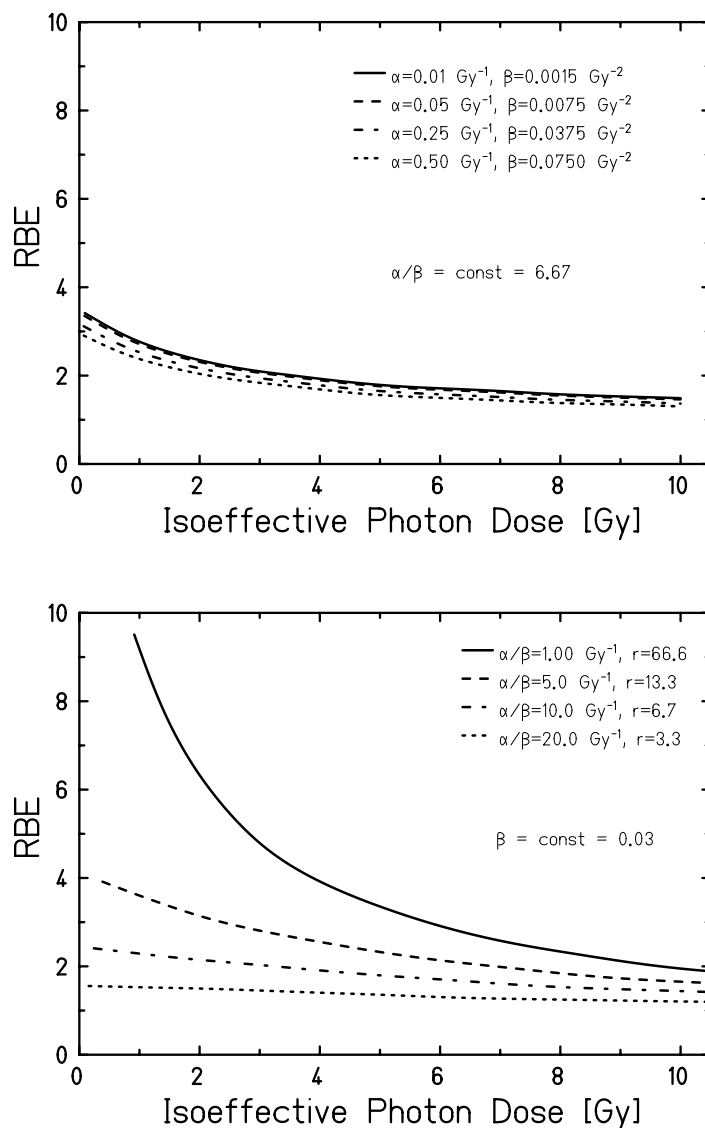 10
8
6
4
2
0
RBE
α=0.01 Gy⁻¹, β=0.0015 Gy⁻²
α=0.05 Gy⁻¹, β=0.0075 Gy⁻²
α=0.25 Gy⁻¹, β=0.0375 Gy⁻²
α=0.50 Gy⁻¹, β=0.0750 Gy⁻²
α/β = const = 6.67
0 2 4 6 8 10
Isoeffective Photon Dose [Gy]
10
8
6
4
2
0
RBE
α/β=1.00 Gy⁻¹, r=66.6
α/β=5.0 Gy⁻¹, r=13.3
α/β=10.0 Gy⁻¹, r=6.7
α/β=20.0 Gy⁻¹, r=3.3
β = const = 0.03
0 2 4 6 8 10
Isoeffective Photon Dose [Gy]